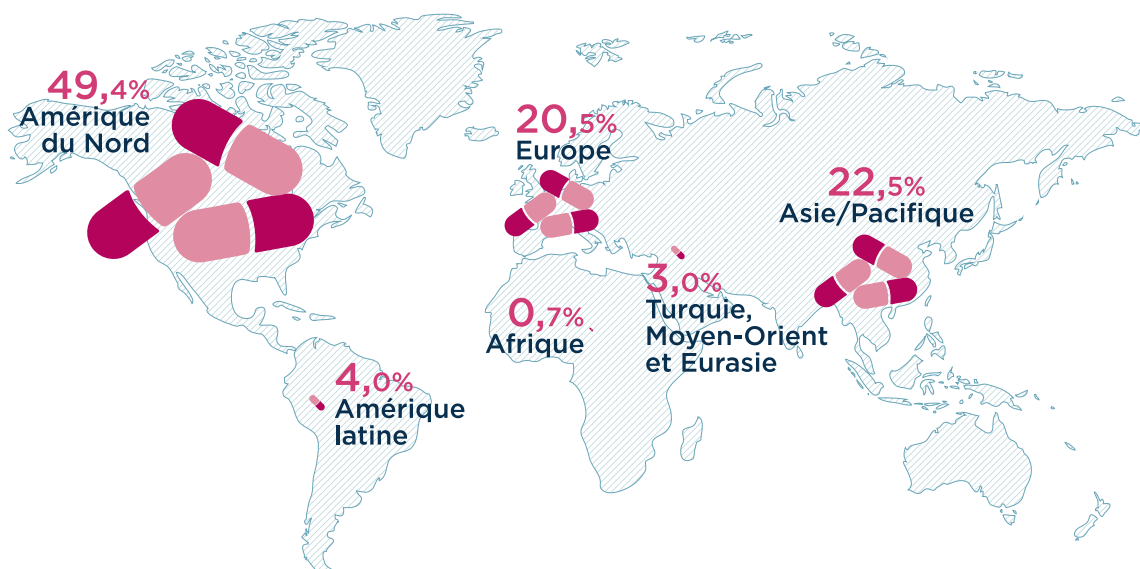 49,4%
Amérique
du Nord
20,5%
Europe
22,5%
Asie/Pacifique
3,0%
Turquie,
Moyen-Orient
et Eurasie
0,7%
Afrique
4,0%
Amérique
latine